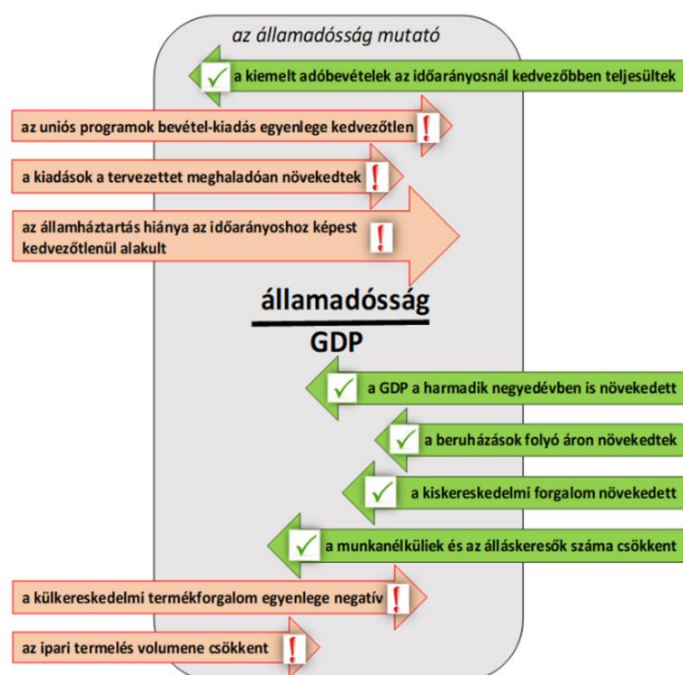 az államadósság mutató
a kiemelt adóbevételek az időarányosnál kedvezőbben teljesültek
az uniós programok bevétel-kiadás egyenlege kedvezőtlen
a kiadások a tervezettet meghaladóan növekedtek
az államháztartás hiánya az időarányoshoz képest
kedvezőtlenül alakult
államadósság
GDP
a GDP a harmadik negyedévben is növekedett
a beruházások folyó áron növekedtek
a kiskereskedelmi forgalom növekedett
a munkanélküliek és az álláskeresők száma csökkent
a külkereskedelmi termékforgalom egyenlege negatív
az ipari termelés volumene csökkent